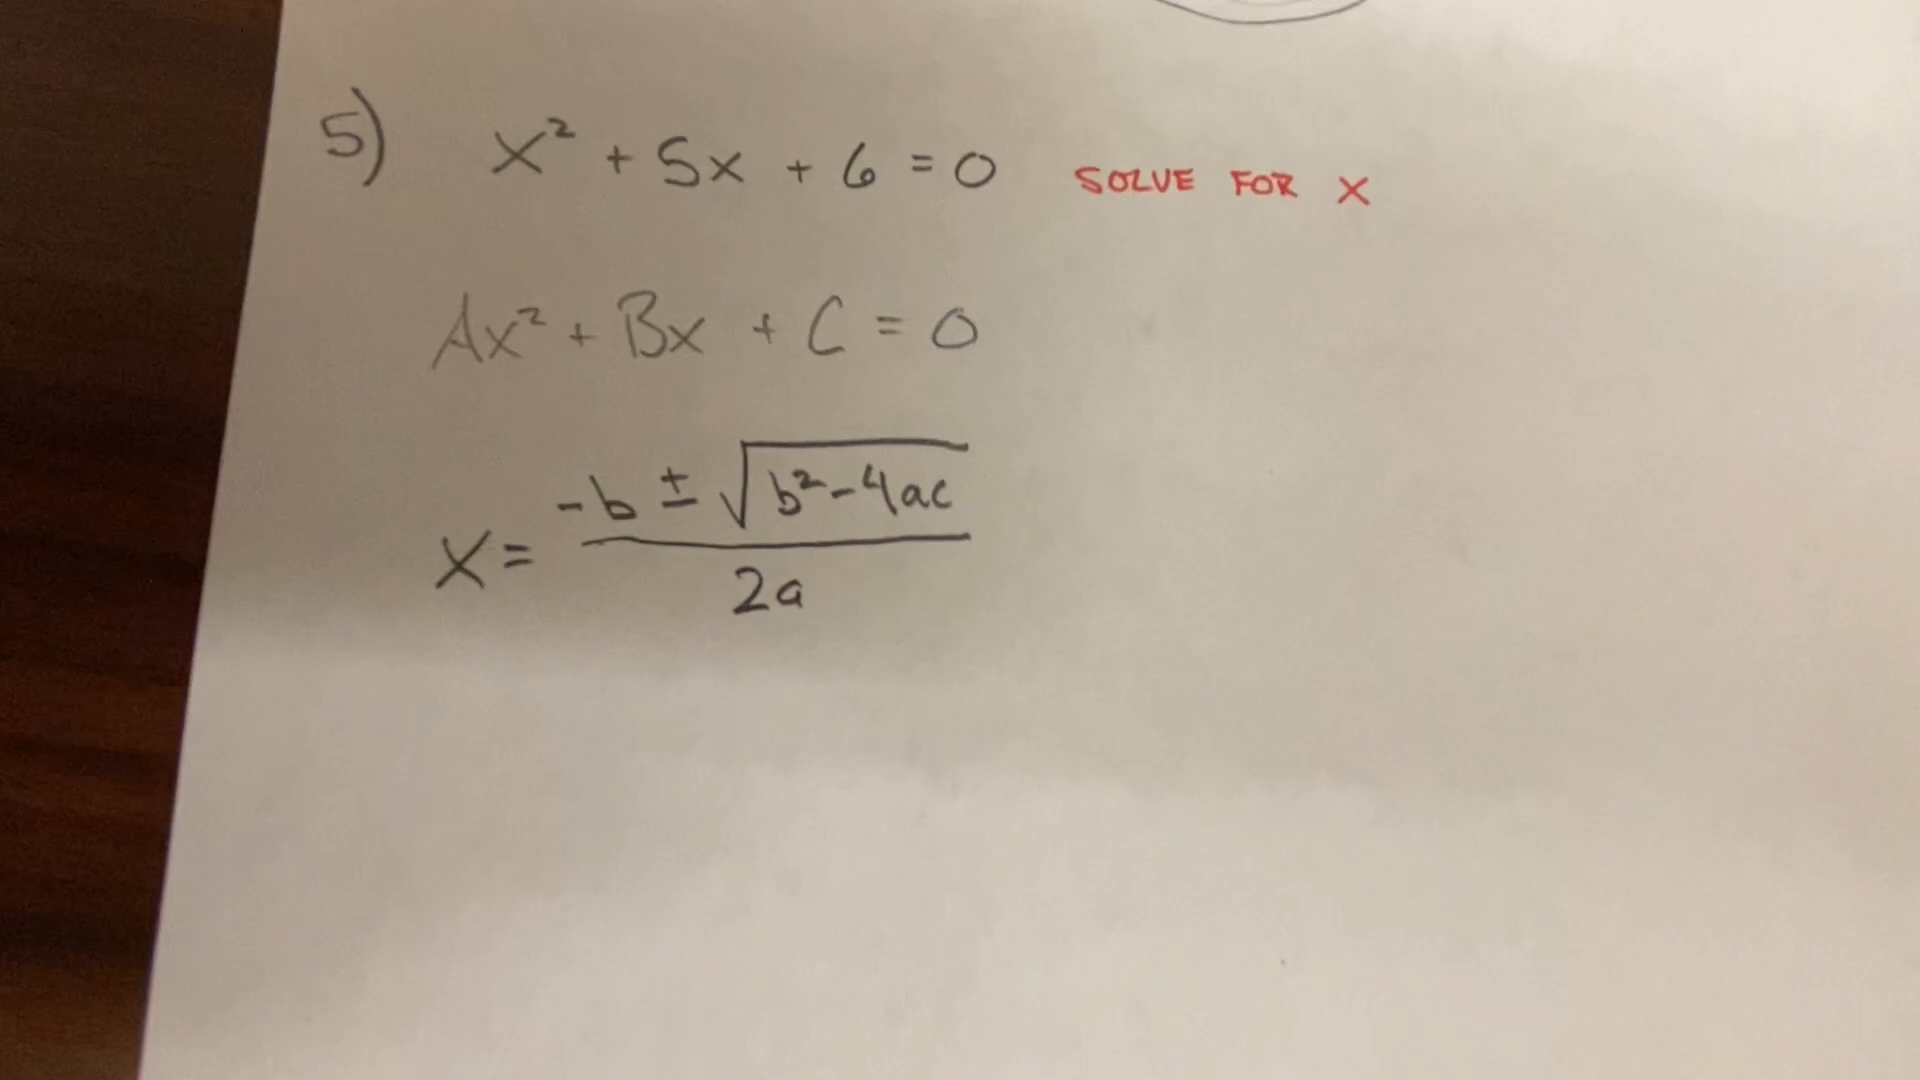 5) x² + 5x + 6 = 0 SOLVE FOR X
Ax² + Bx + C = 0
x = (-b ± √(b²-4ac)) / 2a